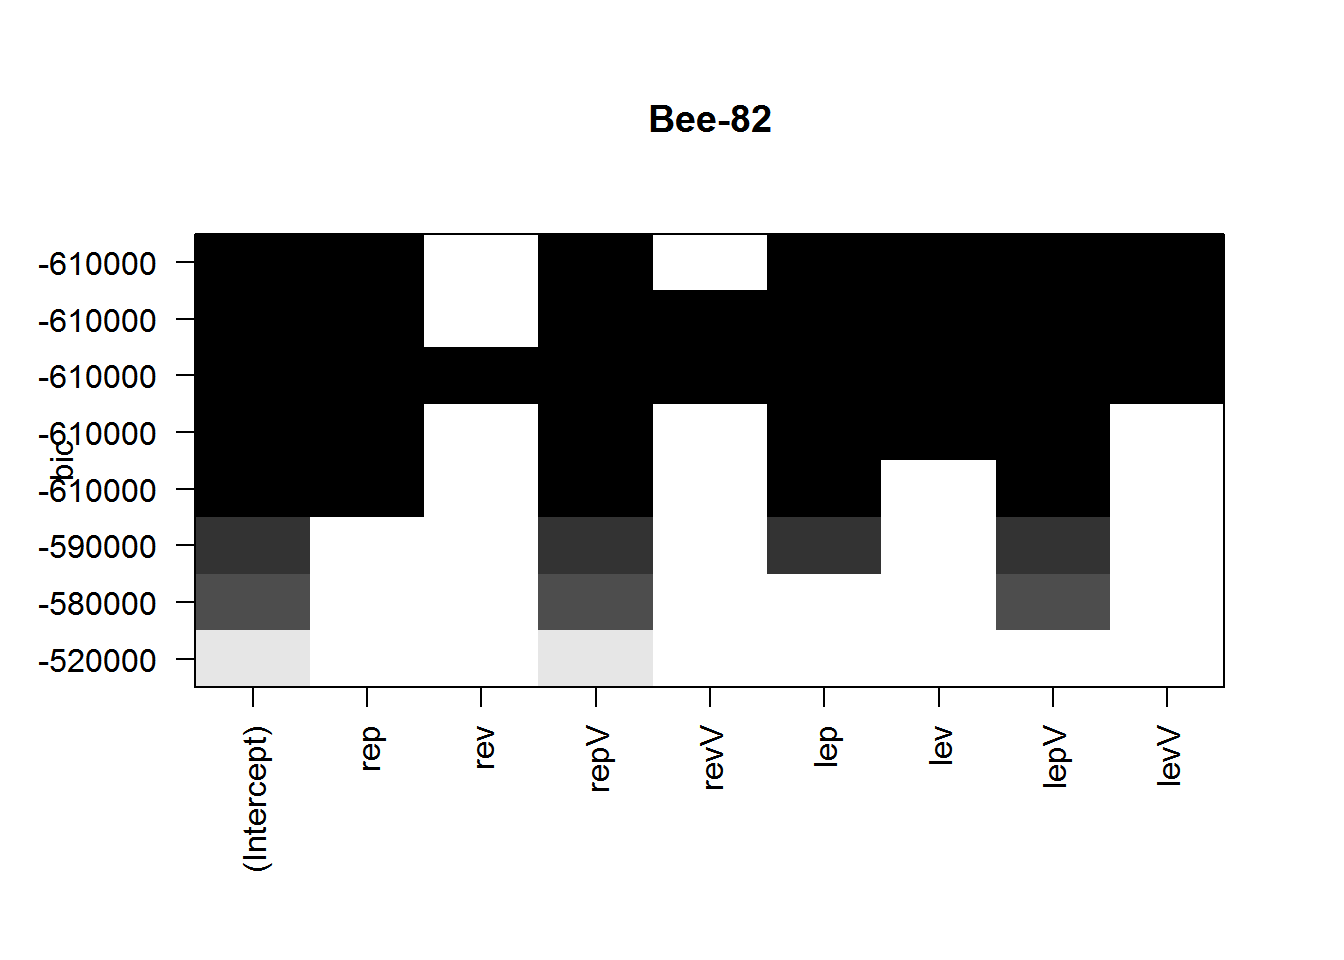 Bee-82
-610000
-610000
-610000
-610000
bic
-610000
-590000
-580000
-520000
(Intercept)
rep
rev
repV
revV
lep
lev
lepV
levV